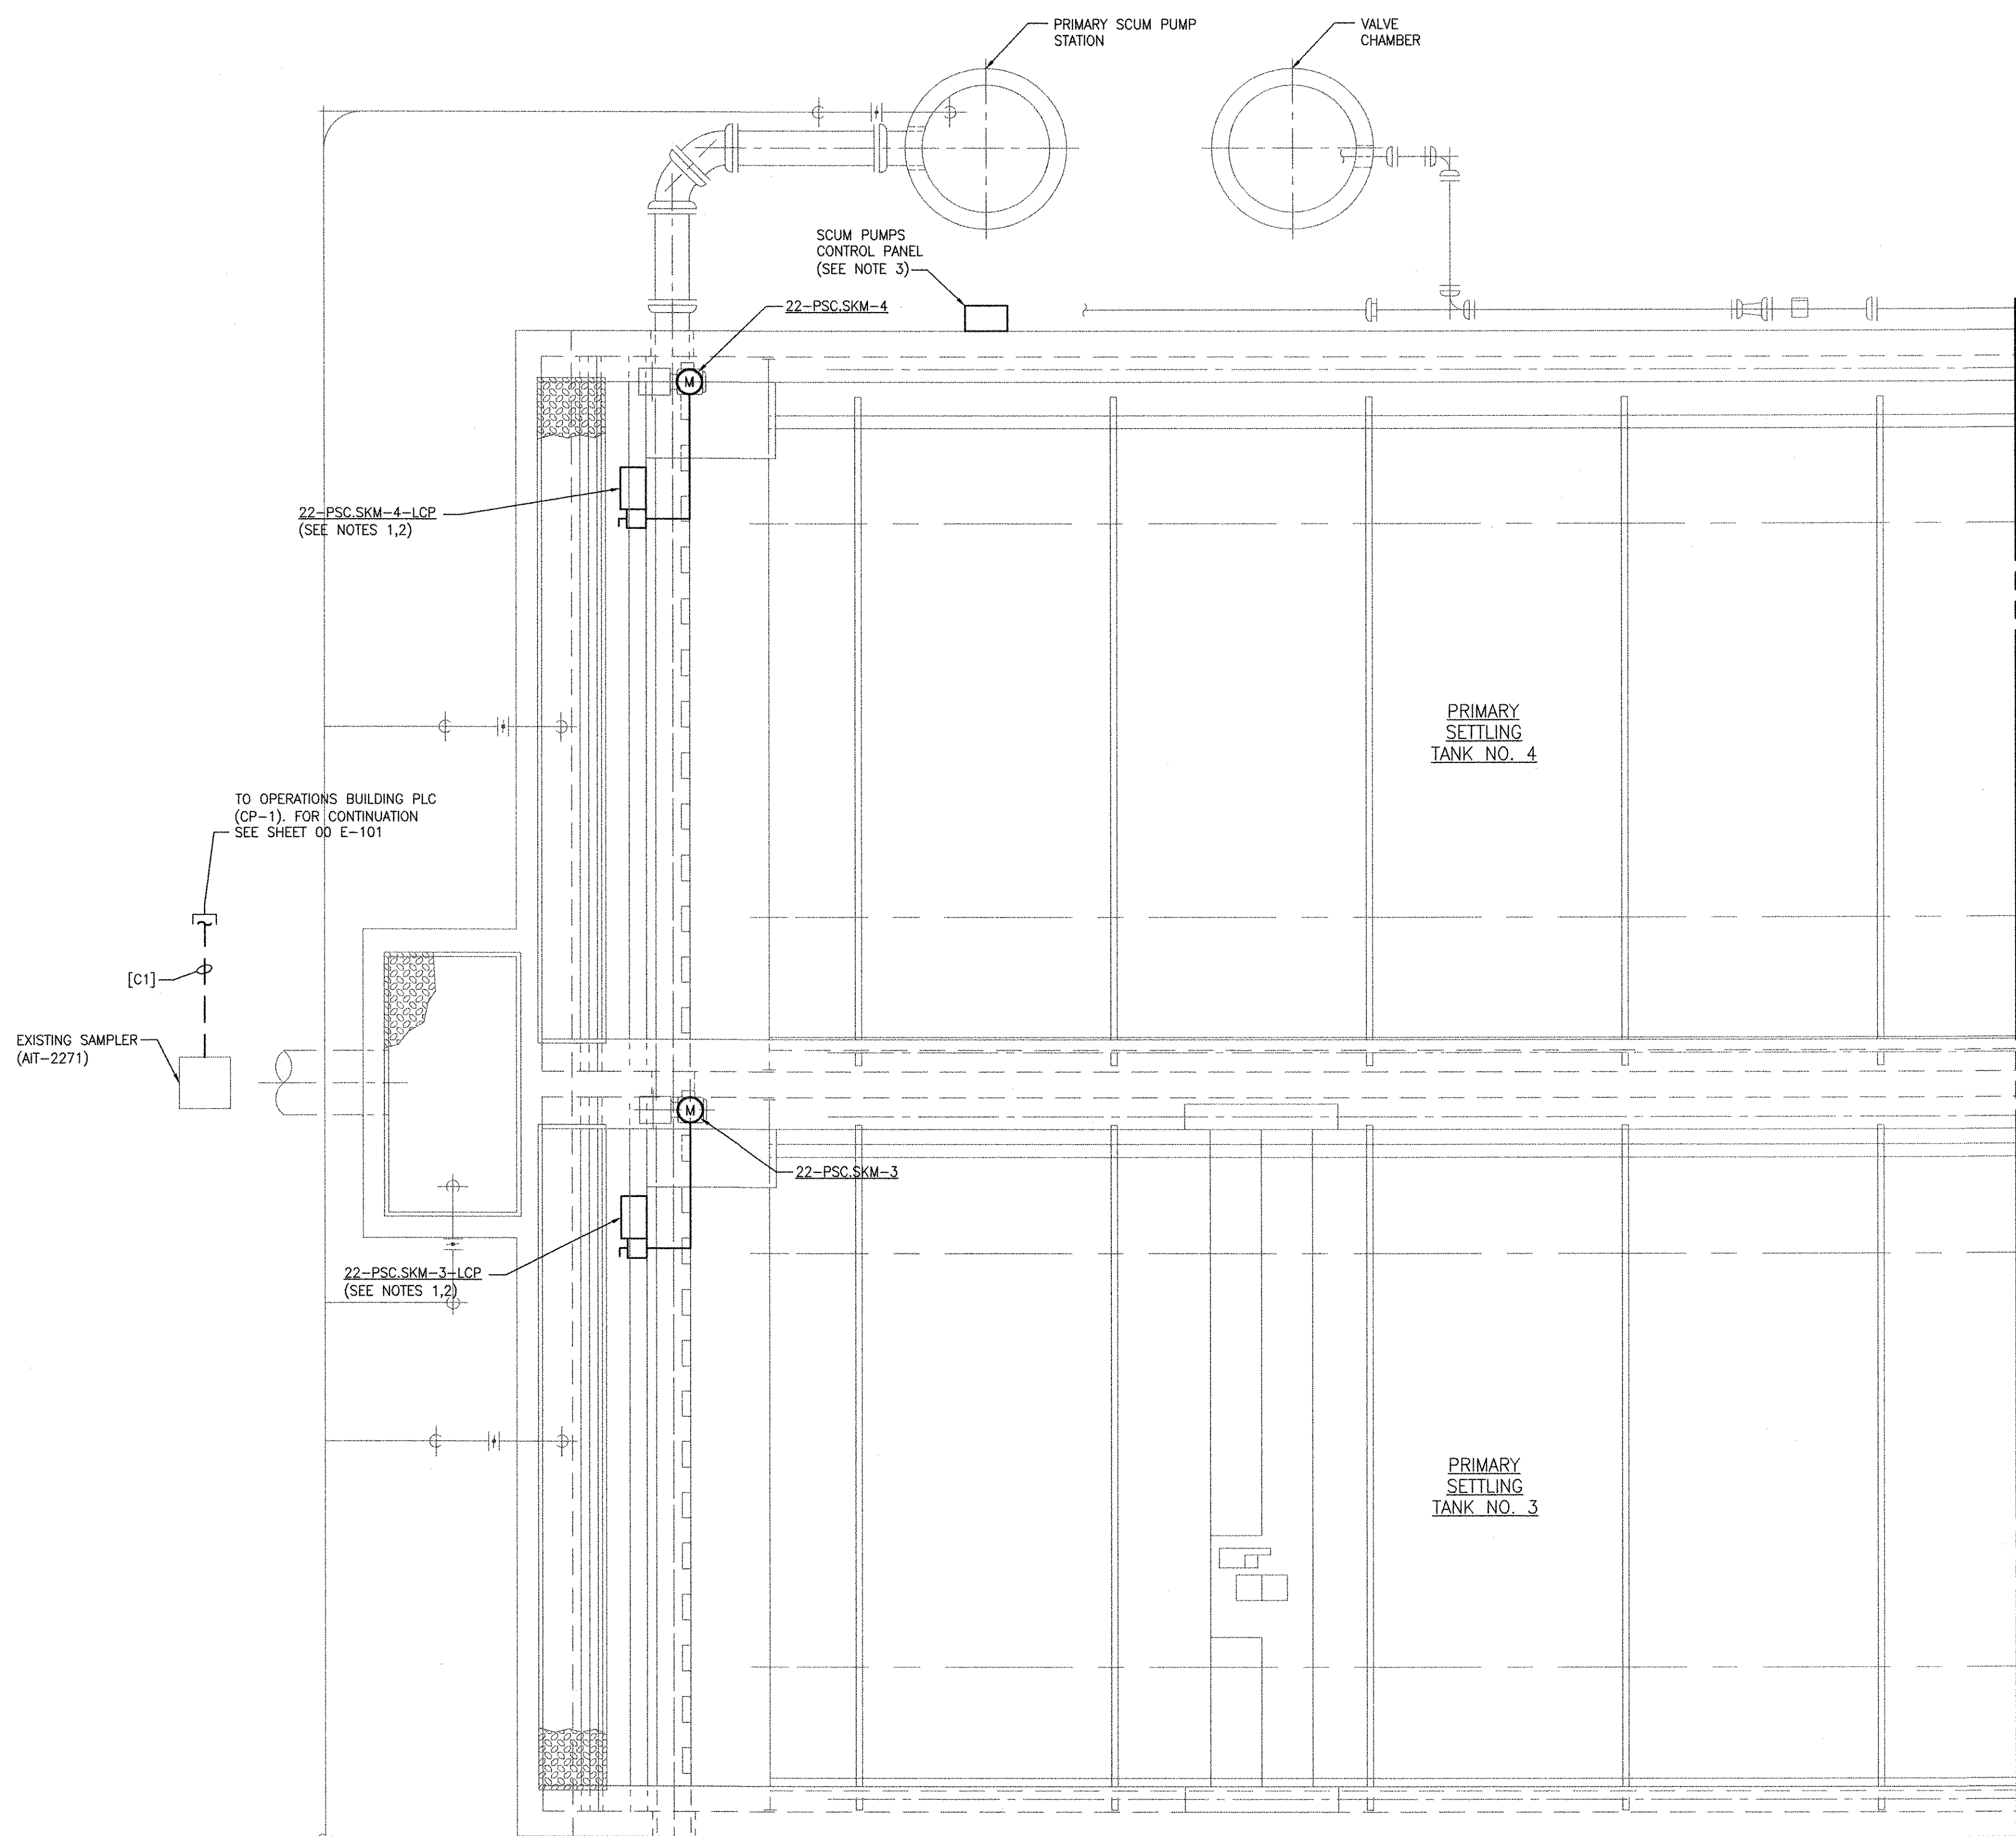 PRIMARY SCUM PUMP
STATION
VALVE
CHAMBER
SCUM PUMPS
CONTROL PANEL
(SEE NOTE 3)
22-PSC.SKM-4
M
22-PSC.SKM-4-LCP
(SEE NOTES 1,2)
PRIMARY
SETTLING
TANK NO. 4
TO OPERATIONS BUILDING PLC
(CP-1). FOR CONTINUATION
SEE SHEET 00 E-101
[C1]
EXISTING SAMPLER
(AIT-2271)
M
22-PSC.SKM-3
22-PSC.SKM-3-LCP
(SEE NOTES 1,2)
PRIMARY
SETTLING
TANK NO. 3